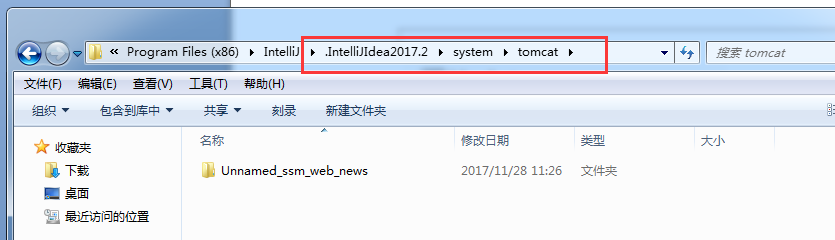 « Program Files (x86) ▸ IntelliJ ▸ .IntelliJIdea2017.2 ▸ system ▸ tomcat ▸ 搜索 tomcat
文件(F) 编辑(E) 查看(V) 工具(T) 帮助(H)
组织 包含到库中 共享 刻录 新建文件夹
名称 修改日期 类型 大小
收藏夹
下载
桌面
最近访问的位置
Unnamed_ssm_web_news 2017/11/28 11:26 文件夹